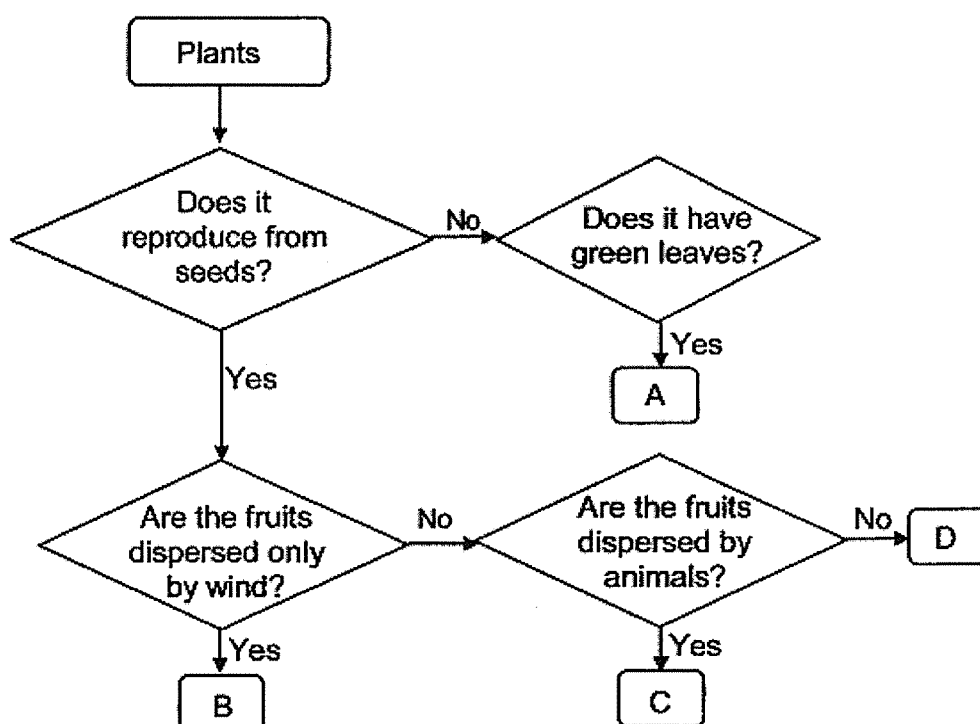 Plants
Does it
reproduce from
seeds?
No
Does it have
green leaves?
Yes
A
Yes
Are the fruits
dispersed only
by wind?
No
Are the fruits
dispersed by
animals?
No
D
Yes
B
Yes
C